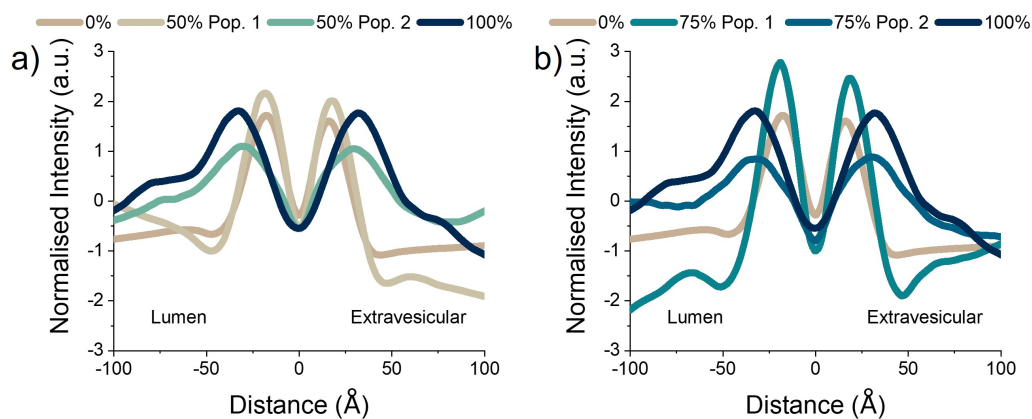 0% 50% Pop. 1 50% Pop. 2 100%
a)
Normalised Intensity (a.u.)
3
2
1
0
-1
-2
-3
Lumen Extravesicular
-100 -50 0 50 100
Distance (Å)
0% 75% Pop. 1 75% Pop. 2 100%
b)
Normalised Intensity (a.u.)
3
2
1
0
-1
-2
-3
Lumen Extravesicular
-100 -50 0 50 100
Distance (Å)